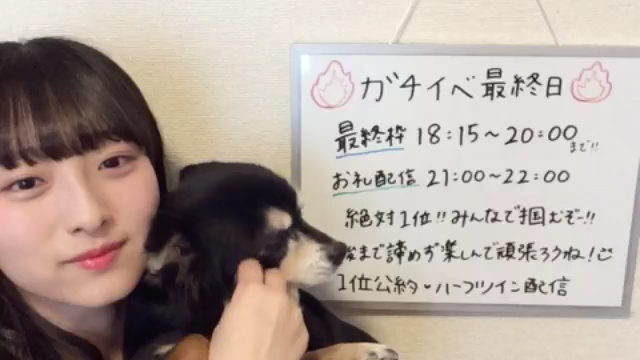 ガチイベ最終日
最終枠 18:15～20:00まで!!
お礼配信 21:00～22:00
絶対1位!!みんなで掴むぞー!!
まで諦めず楽しんで頑張ろうね!
1位公約♥ハーフツイン配信